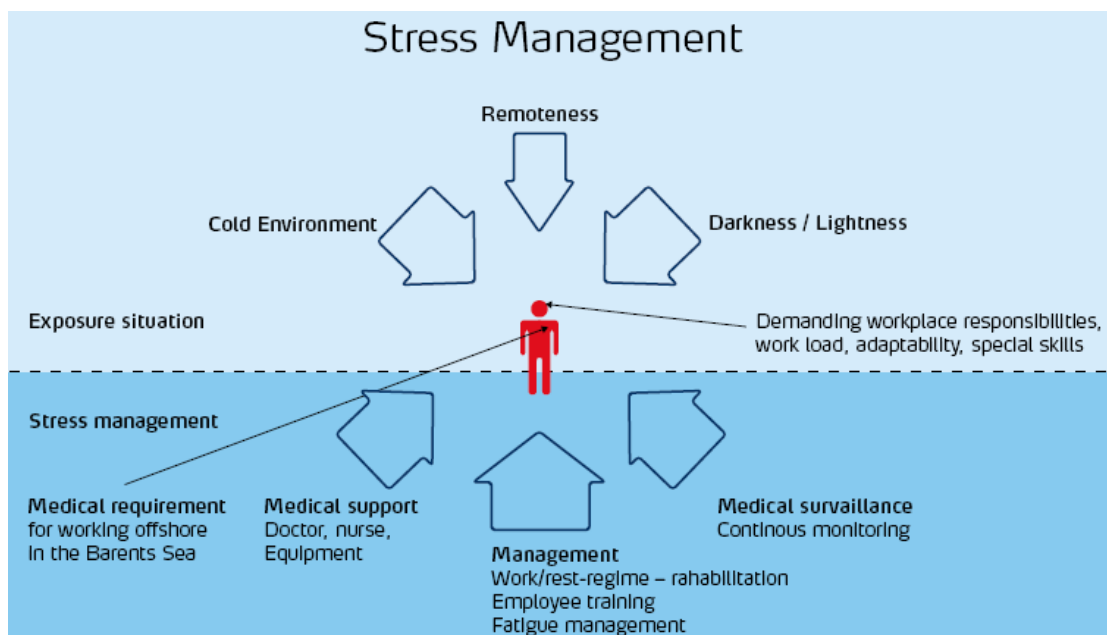 Stress Management
Remoteness
Cold Environment
Darkness / Lightness
Exposure situation
Demanding workplace responsibilities,
work load, adaptability, special skills
Stress management
Medical requirement
for working offshore
in the Barents Sea
Medical support
Doctor, nurse,
Equipment
Management
Work/rest-regime – rahabilitation
Employee training
Fatigue management
Medical survaillance
Continous monitoring